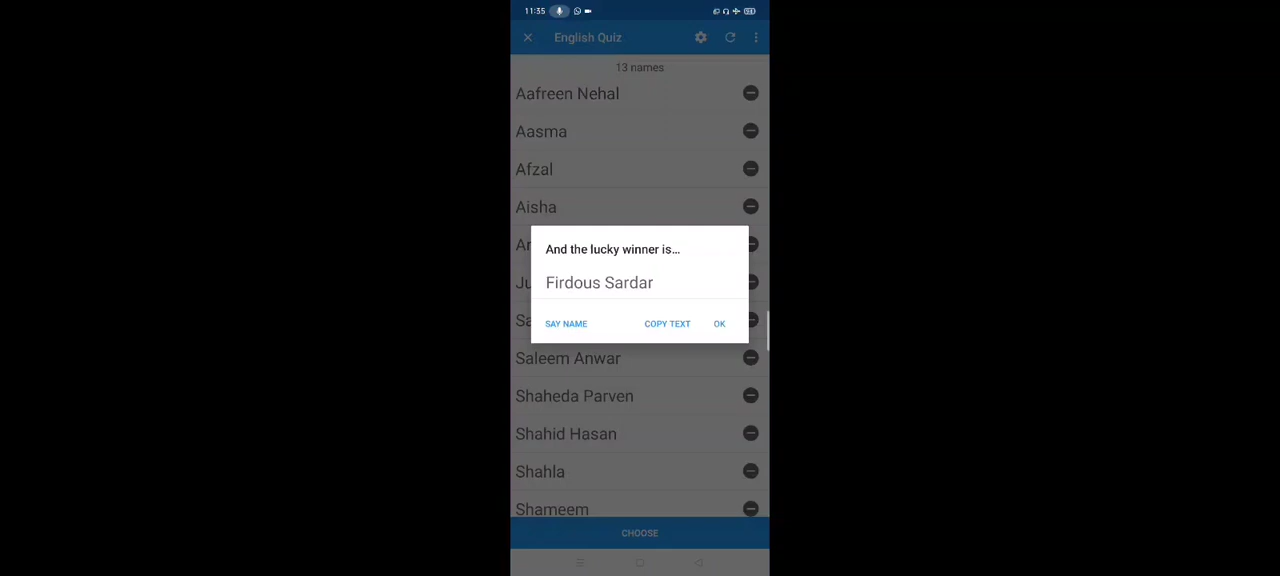 11:35
English Quiz
13 names
Aafreen Nehal
Aasma
Afzal
Aisha
And the lucky winner is...
Firdous Sardar
SAY NAME COPY TEXT OK
Saleem Anwar
Shaheda Parven
Shahid Hasan
Shahla
Shameem
CHOOSE